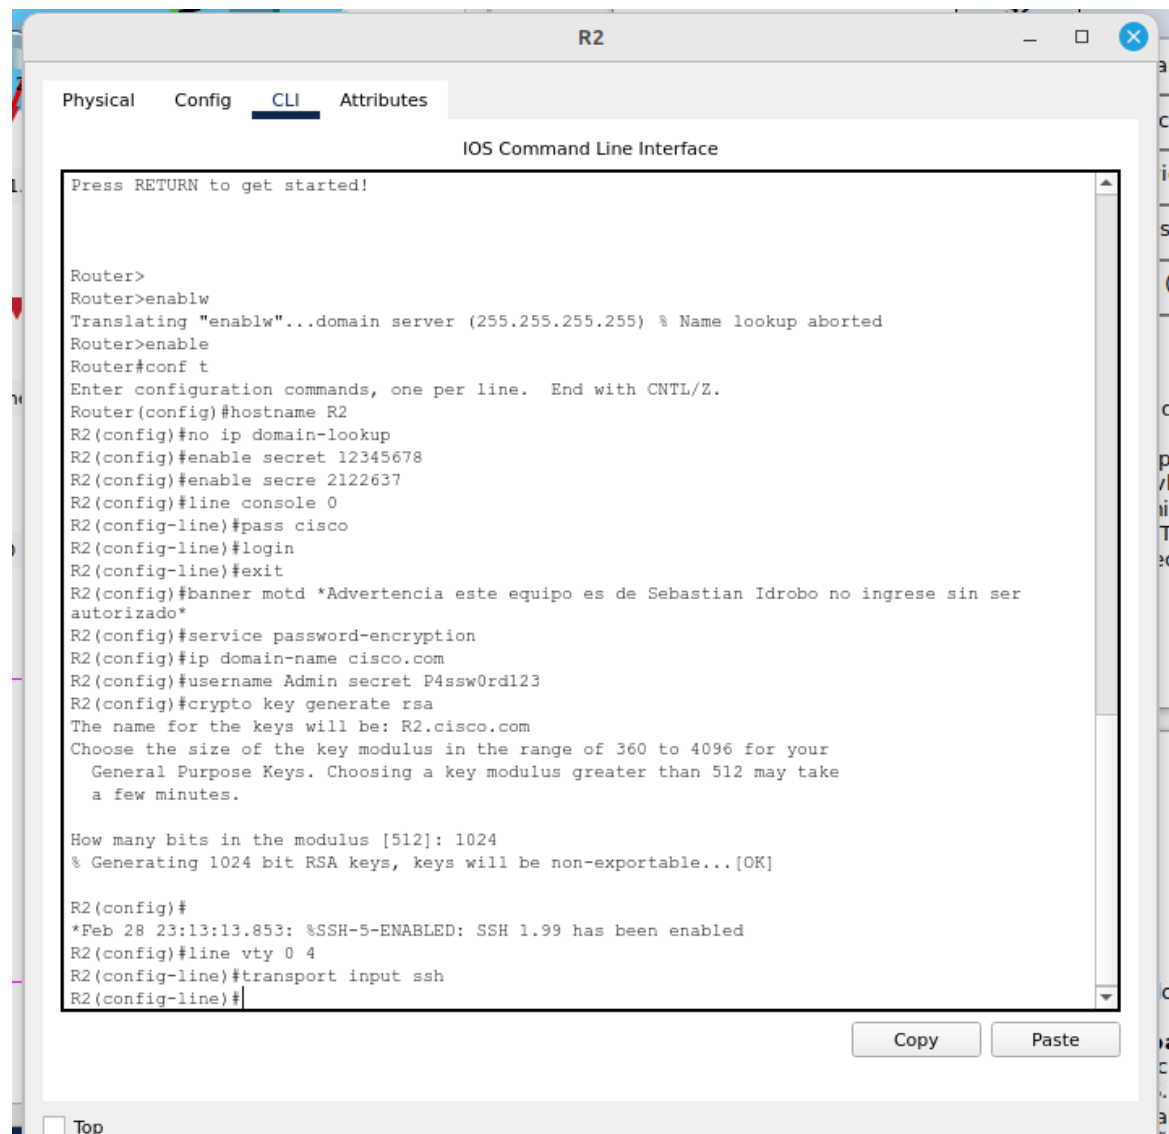 R2
Physical Config CLI Attributes
IOS Command Line Interface
Press RETURN to get started!
Router>
Router>enablw
Translating "enablw"...domain server (255.255.255.255) % Name lookup aborted
Router>enable
Router#conf t
Enter configuration commands, one per line.  End with CNTL/Z.
Router(config)#hostname R2
R2(config)#no ip domain-lookup
R2(config)#enable secret 12345678
R2(config)#enable secre 2122637
R2(config)#line console 0
R2(config-line)#pass cisco
R2(config-line)#login
R2(config-line)#exit
R2(config)#banner motd *Advertencia este equipo es de Sebastian Idrobo no ingrese sin ser
autorizado*
R2(config)#service password-encryption
R2(config)#ip domain-name cisco.com
R2(config)#username Admin secret P4ssw0rd123
R2(config)#crypto key generate rsa
The name for the keys will be: R2.cisco.com
Choose the size of the key modulus in the range of 360 to 4096 for your
  General Purpose Keys. Choosing a key modulus greater than 512 may take
  a few minutes.
How many bits in the modulus [512]: 1024
% Generating 1024 bit RSA keys, keys will be non-exportable...[OK]
R2(config)#
*Feb 28 23:13:13.853: %SSH-5-ENABLED: SSH 1.99 has been enabled
R2(config)#line vty 0 4
R2(config-line)#transport input ssh
R2(config-line)#
Copy Paste
Top